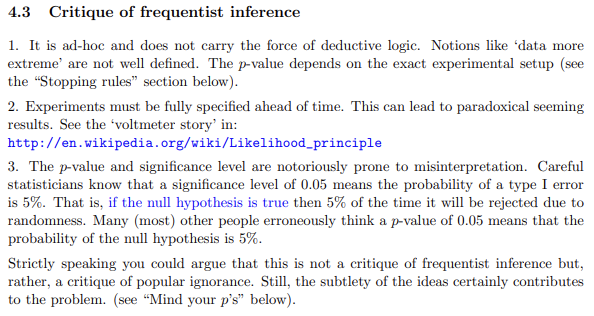 4.3 Critique of frequentist inference
1. It is ad-hoc and does not carry the force of deductive logic. Notions like ‘data more
extreme’ are not well defined. The p-value depends on the exact experimental setup (see
the “Stopping rules” section below).
2. Experiments must be fully specified ahead of time. This can lead to paradoxical seeming
results. See the ‘voltmeter story’ in:
http://en.wikipedia.org/wiki/Likelihood_principle
3. The p-value and significance level are notoriously prone to misinterpretation. Careful
statisticians know that a significance level of 0.05 means the probability of a type I error
is 5%. That is, if the null hypothesis is true then 5% of the time it will be rejected due to
randomness. Many (most) other people erroneously think a p-value of 0.05 means that the
probability of the null hypothesis is 5%.
Strictly speaking you could argue that this is not a critique of frequentist inference but,
rather, a critique of popular ignorance. Still, the subtlety of the ideas certainly contributes
to the problem. (see “Mind your p’s” below).